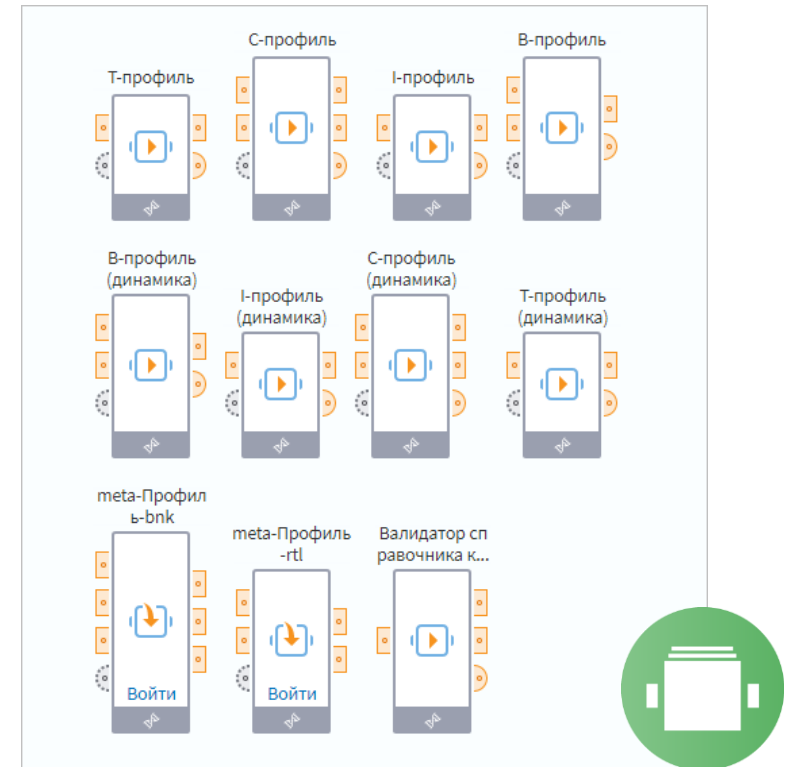 T-профиль
C-профиль
I-профиль
B-профиль
B-профиль
(динамика)
I-профиль
(динамика)
C-профиль
(динамика)
T-профиль
(динамика)
meta-Профил
ь-bnk
Войти
meta-Профиль
-rtl
Войти
Валидатор сп
равочника к...